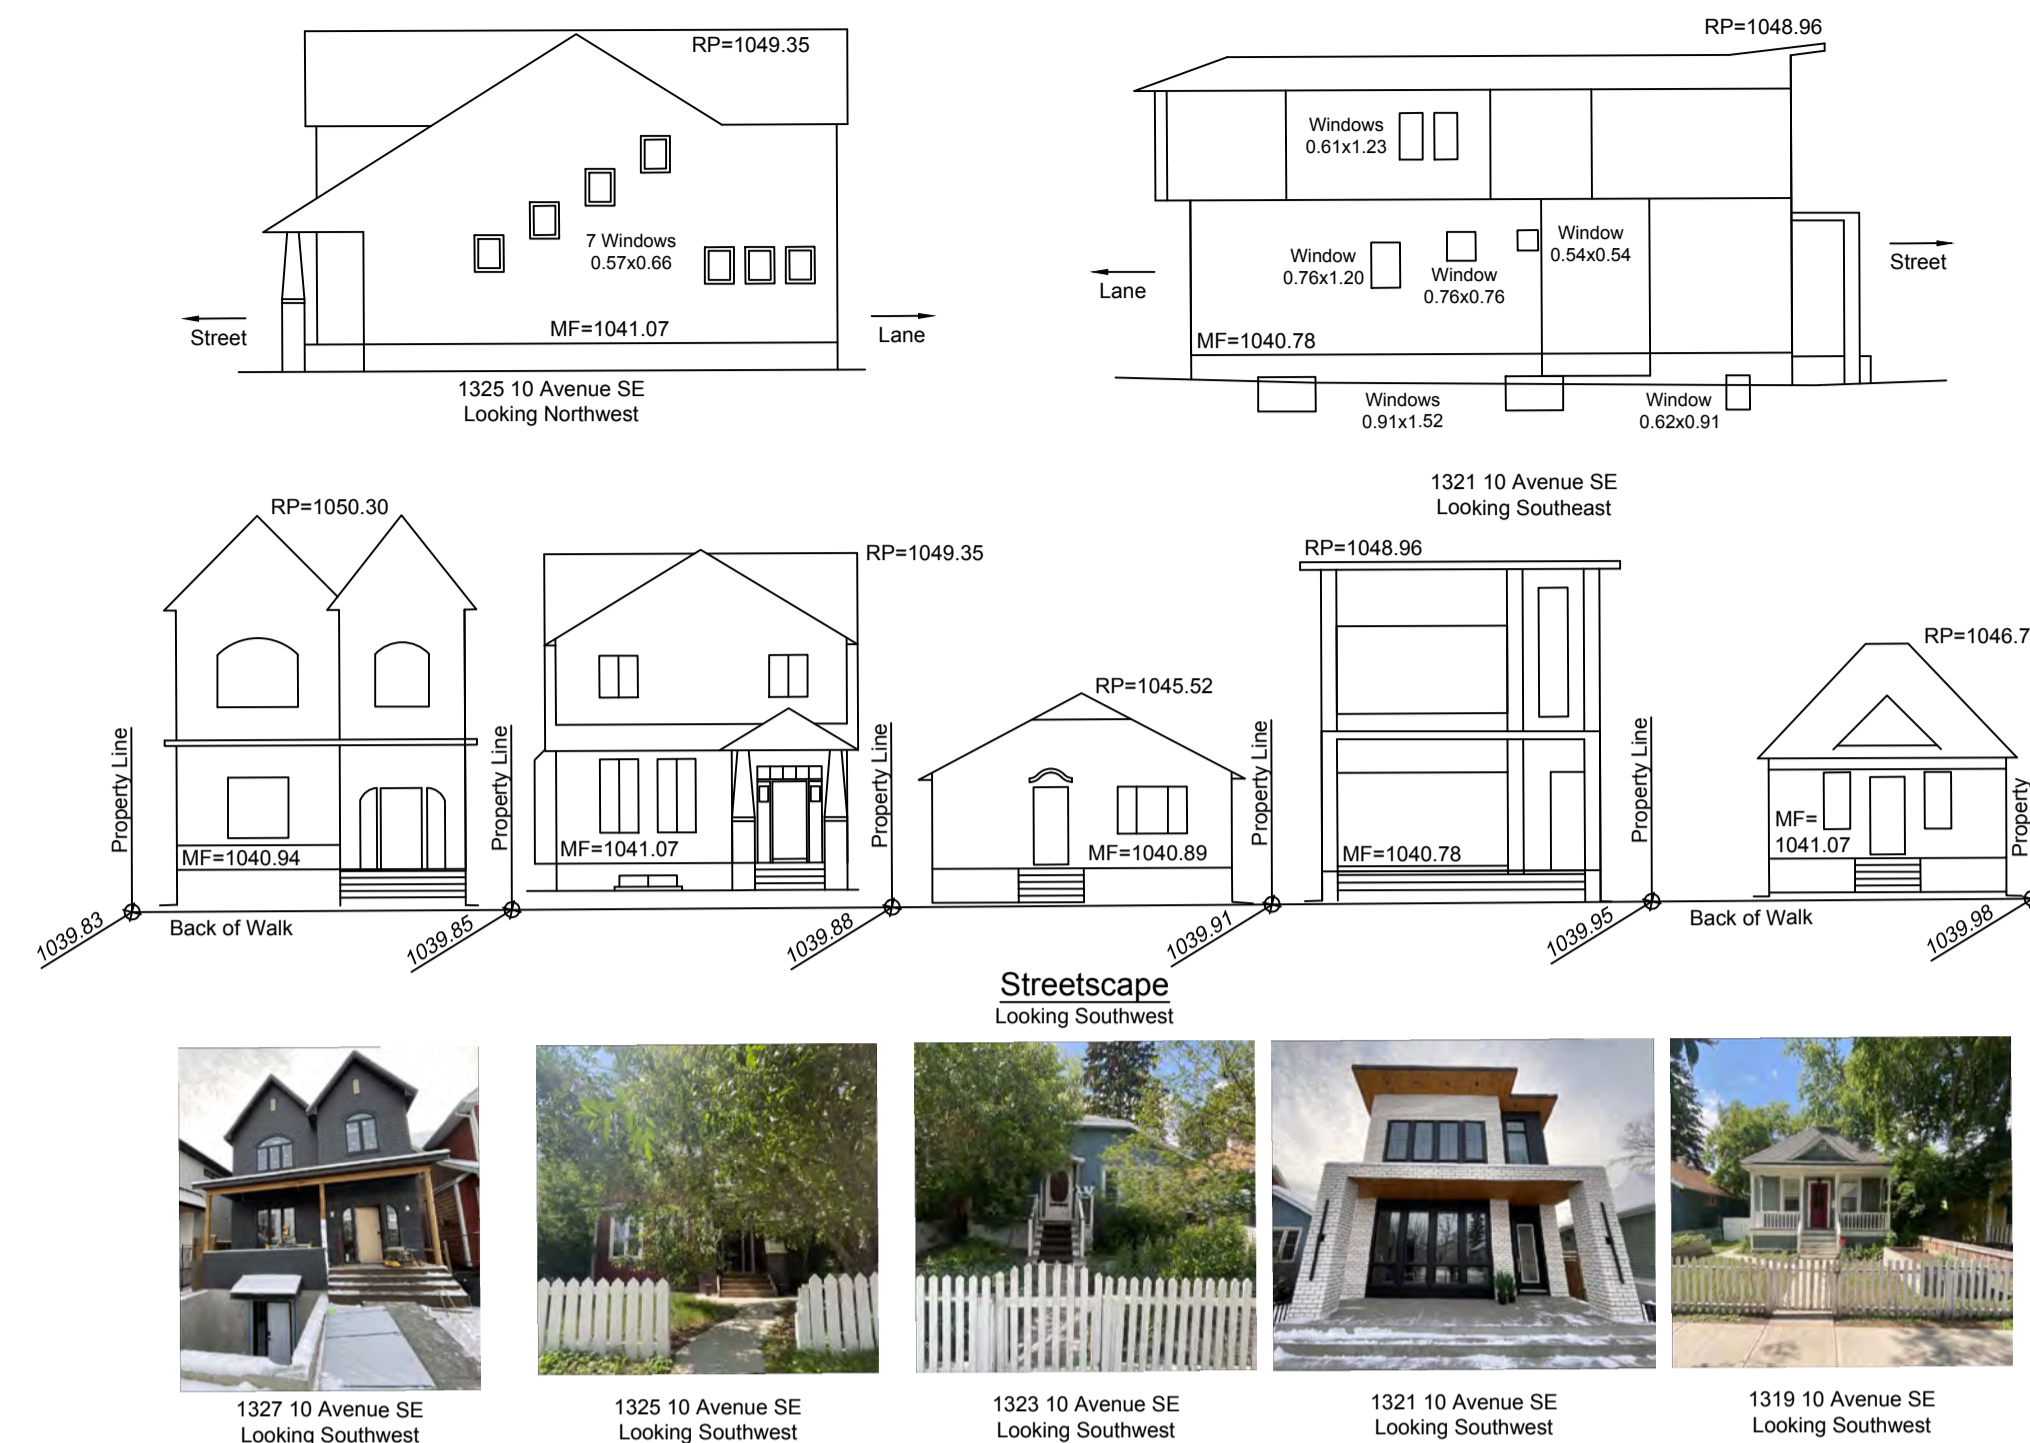 RP=1049.35
7 Windows
0.57x0.66
MF=1041.07
Street
Lane
1325 10 Avenue SE
Looking Northwest
RP=1048.96
Windows
0.61x1.23
Window
0.76x1.20
Window
0.76x0.76
Window
0.54x0.54
Lane
Street
MF=1040.78
Windows
0.91x1.52
Window
0.62x0.91
1321 10 Avenue SE
Looking Southeast
RP=1050.30
RP=1049.35
RP=1045.52
RP=1048.96
RP=1046.7
Property Line
Property Line
Property Line
Property Line
Property Line
Property
MF=1040.94
MF=1041.07
MF=1040.89
MF=1040.78
MF=
1041.07
Back of Walk
Back of Walk
1039.83
1039.85
1039.88
1039.91
1039.95
1039.98
Streetscape
Looking Southwest
1327 10 Avenue SE
Looking Southwest
1325 10 Avenue SE
Looking Southwest
1323 10 Avenue SE
Looking Southwest
1321 10 Avenue SE
Looking Southwest
1319 10 Avenue SE
Looking Southwest